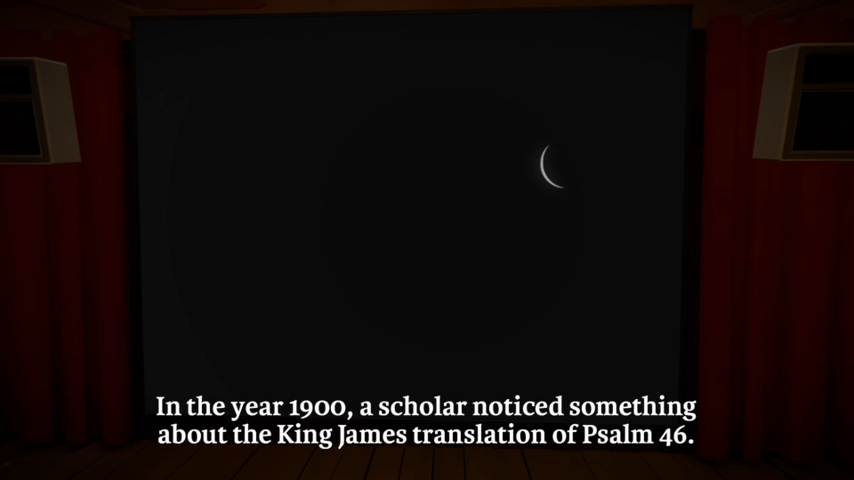 In the year 1900, a scholar noticed something
about the King James translation of Psalm 46.